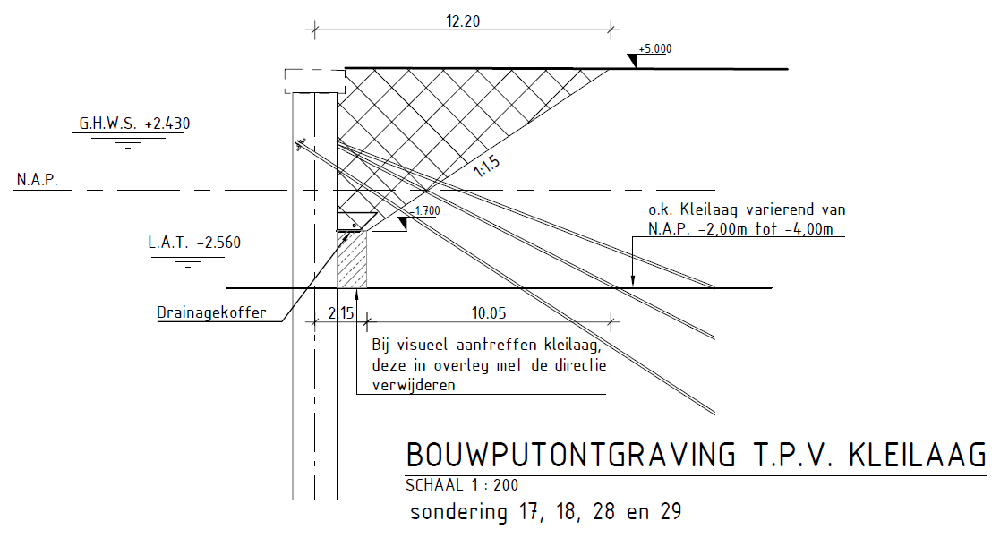 12.20
+5.000
G.H.W.S. +2.430
1:1.5
N.A.P.
-1.700
o.k. Kleilaag varierend van
N.A.P. -2,00m tot -4,00m
L.A.T. -2.560
Drainagekoffer
2.15
10.05
Bij visueel aantreffen kleilaag,
deze in overleg met de directie
verwijderen
BOUWPUTONTGRAVING T.P.V. KLEILAAG
SCHAAL 1 : 200
sondering 17, 18, 28 en 29